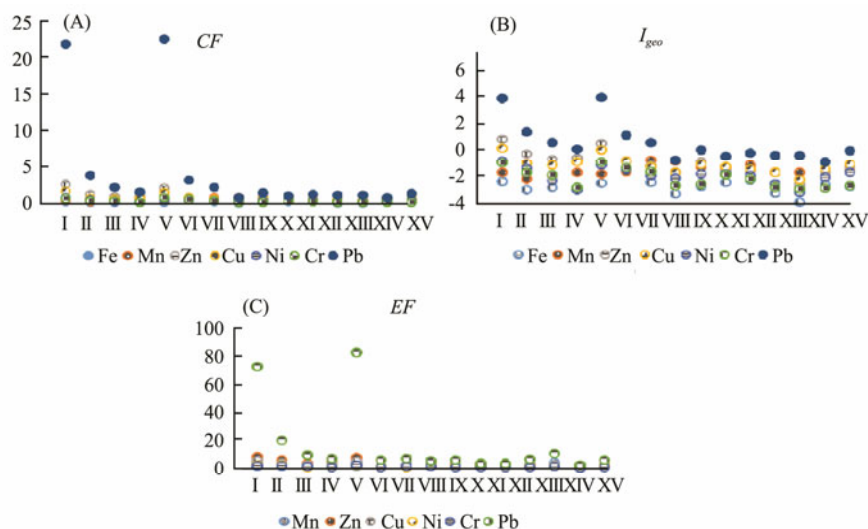 (A)
CF
25
20
15
10
5
0
I II III IV V VI VII VIII IX X XI XII XIII XIV XV
Fe Mn Zn Cu Ni Cr Pb
(B)
I_geo
6
4
2
0
-2
-4
I II III IV V VI VII VIII IX X XI XII XIII XIV XV
Fe Mn Zn Cu Ni Cr Pb
(C)
EF
100
80
60
40
20
0
I II III IV V VI VII VIII IX X XI XII XIII XIV XV
Mn Zn Cu Ni Cr Pb